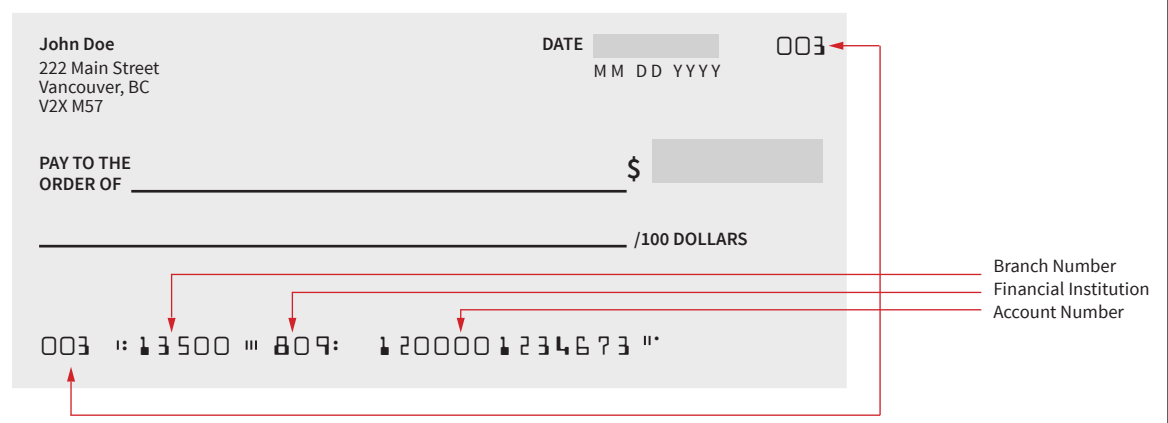 John Doe
222 Main Street
Vancouver, BC
V2X M57
DATE
MM DD YYYY
003
PAY TO THE
ORDER OF
$
/100 DOLLARS
Branch Number
Financial Institution
Account Number
003 ⑈: 13500 ⑈ 809: 1200001234673 ⑈